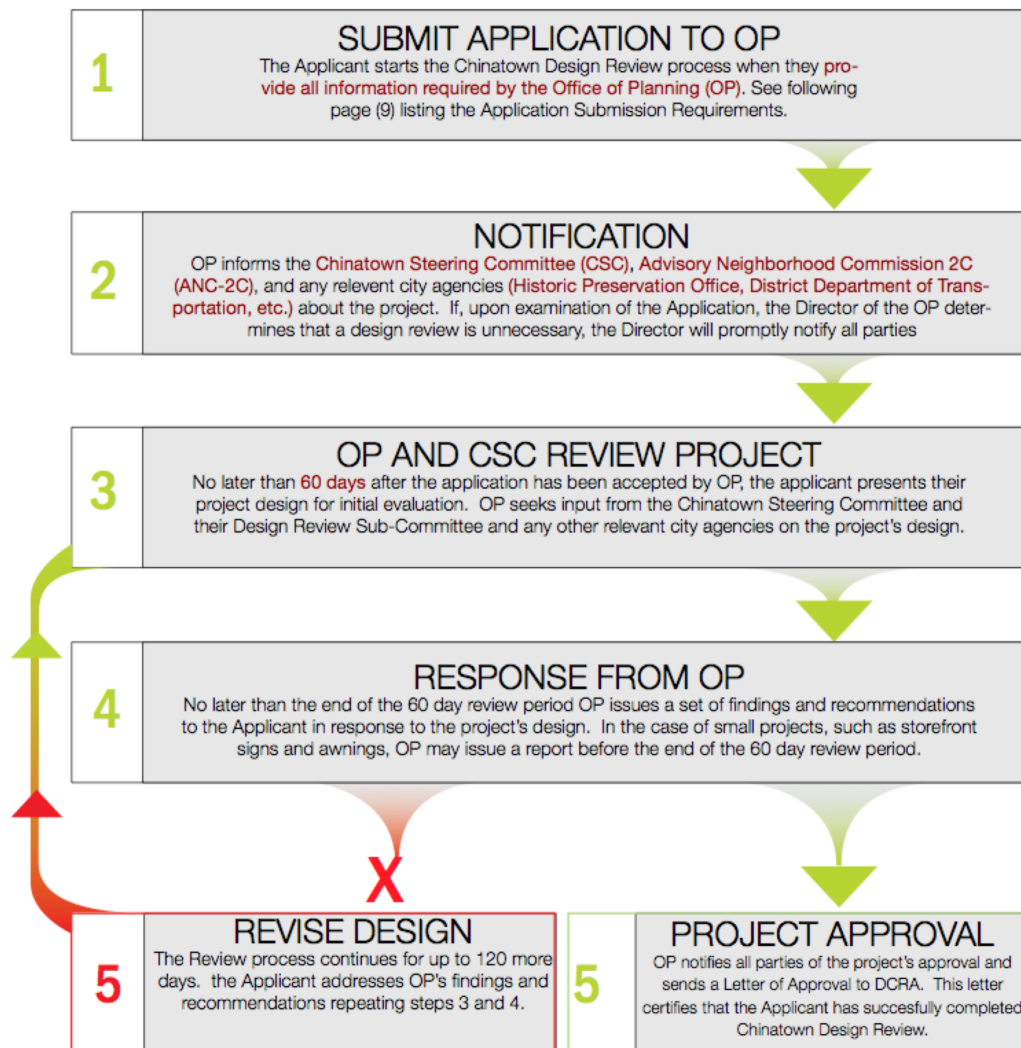 1
SUBMIT APPLICATION TO OP
The Applicant starts the Chinatown Design Review process when they pro-
vide all information required by the Office of Planning (OP). See following
page (9) listing the Application Submission Requirements.
2
NOTIFICATION
OP informs the Chinatown Steering Committee (CSC), Advisory Neighborhood Commission 2C
(ANC-2C), and any relevent city agencies (Historic Preservation Office, District Department of Trans-
portation, etc.) about the project. If, upon examination of the Application, the Director of the OP deter-
mines that a design review is unnecessary, the Director will promptly notify all parties
3
OP AND CSC REVIEW PROJECT
No later than 60 days after the application has been accepted by OP, the applicant presents their
project design for initial evaluation. OP seeks input from the Chinatown Steering Committee and
their Design Review Sub-Committee and any other relevant city agencies on the project's design.
4
RESPONSE FROM OP
No later than the end of the 60 day review period OP issues a set of findings and recommendations
to the Applicant in response to the project's design. In the case of small projects, such as storefront
signs and awnings, OP may issue a report before the end of the 60 day review period.
X
5
REVISE DESIGN
The Review process continues for up to 120 more
days. the Applicant addresses OP's findings and
recommendations repeating steps 3 and 4.
5
PROJECT APPROVAL
OP notifies all parties of the project's approval and
sends a Letter of Approval to DCRA. This letter
certifies that the Applicant has succesfully completed
Chinatown Design Review.